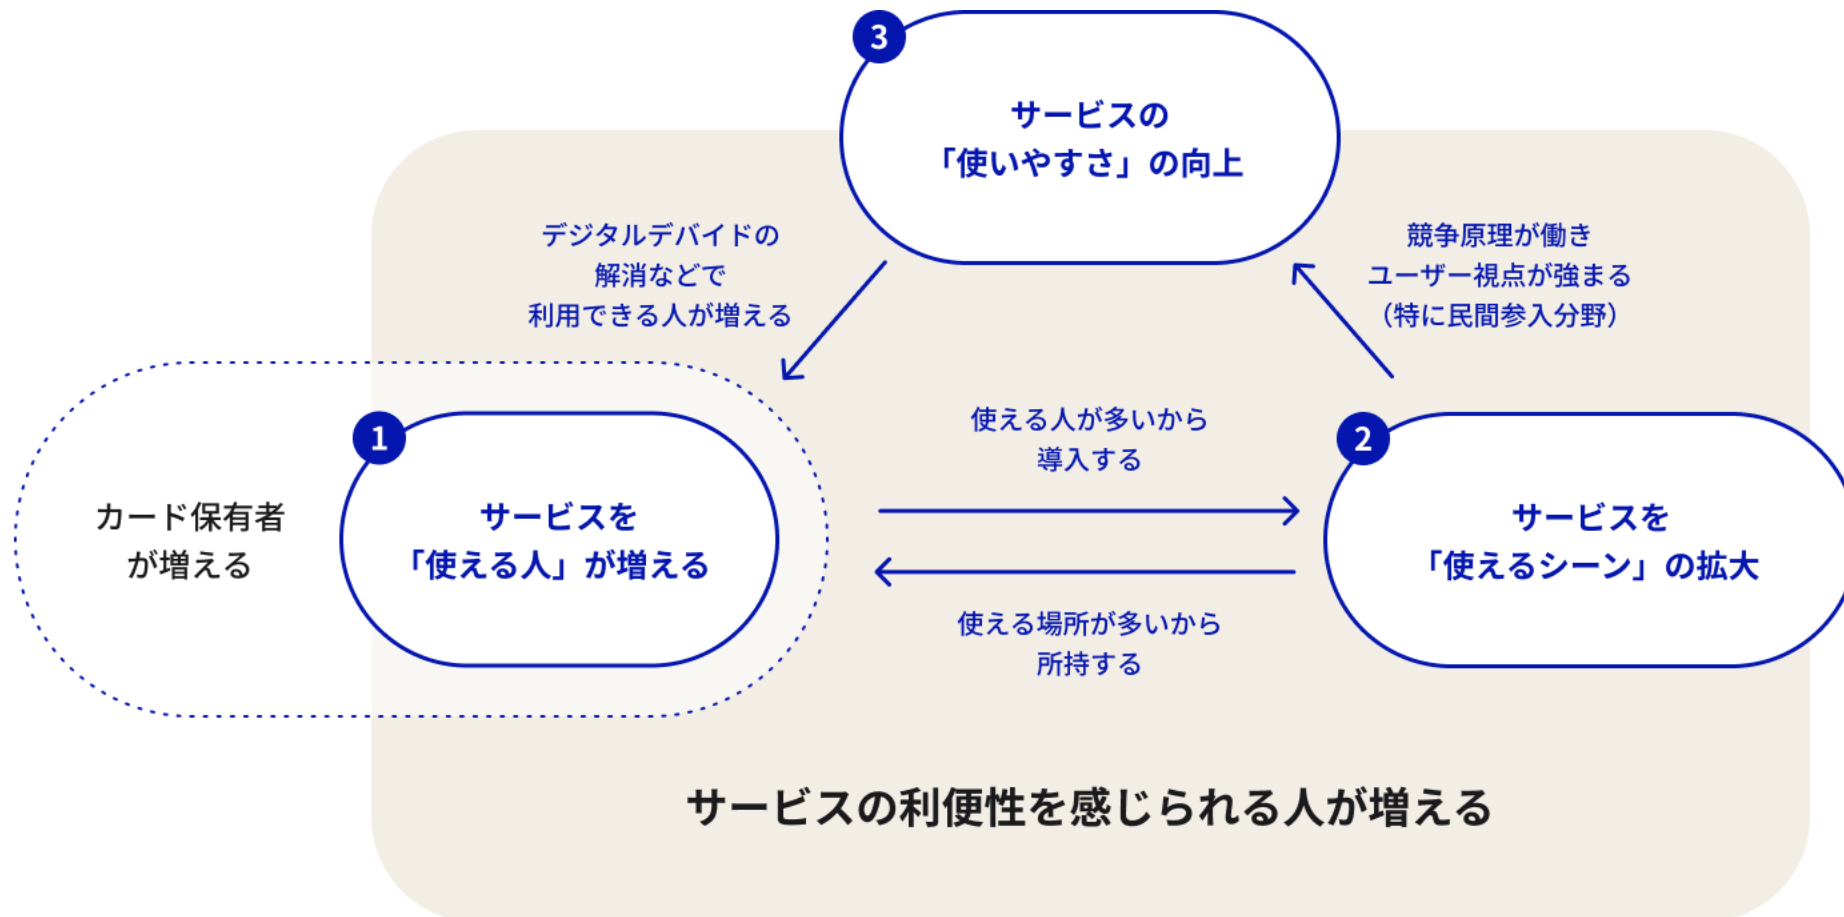 3
サービスの
「使いやすさ」の向上
デジタルデバイドの
解消などで
利用できる人が増える
競争原理が働き
ユーザー視点が強まる
（特に民間参入分野）
カード保有者
が増える
1
サービスを
「使える人」が増える
使える人が多いから
導入する
使える場所が多いから
所持する
2
サービスを
「使えるシーン」の拡大
サービスの利便性を感じられる人が増える